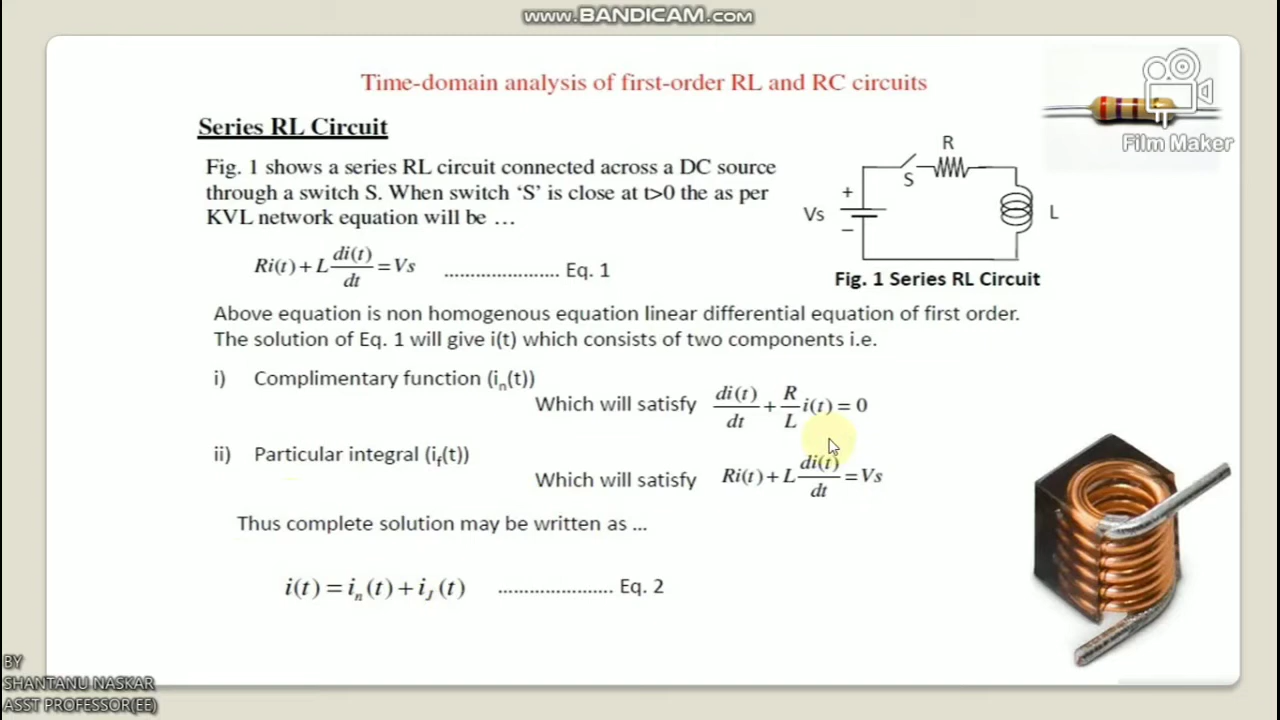 www.BANDICAM.com
Time-domain analysis of first-order RL and RC circuits
Film Maker
Series RL Circuit
Fig. 1 shows a series RL circuit connected across a DC source
through a switch S. When switch ‘S’ is close at t>0 the as per
KVL network equation will be …
Ri(t) + L di(t)/dt = Vs ...................... Eq. 1
R
S
+
Vs
−
L
Fig. 1 Series RL Circuit
Above equation is non homogenous equation linear differential equation of first order.
The solution of Eq. 1 will give i(t) which consists of two components i.e.
i) Complimentary function (i_n(t))
Which will satisfy di(t)/dt + R/L i(t) = 0
ii) Particular integral (i_f(t))
Which will satisfy Ri(t) + L di(t)/dt = Vs
Thus complete solution may be written as ...
i(t) = i_n(t) + i_f(t) ...................... Eq. 2
BY
SHANTANU NASKAR
ASST PROFESSOR(EE)